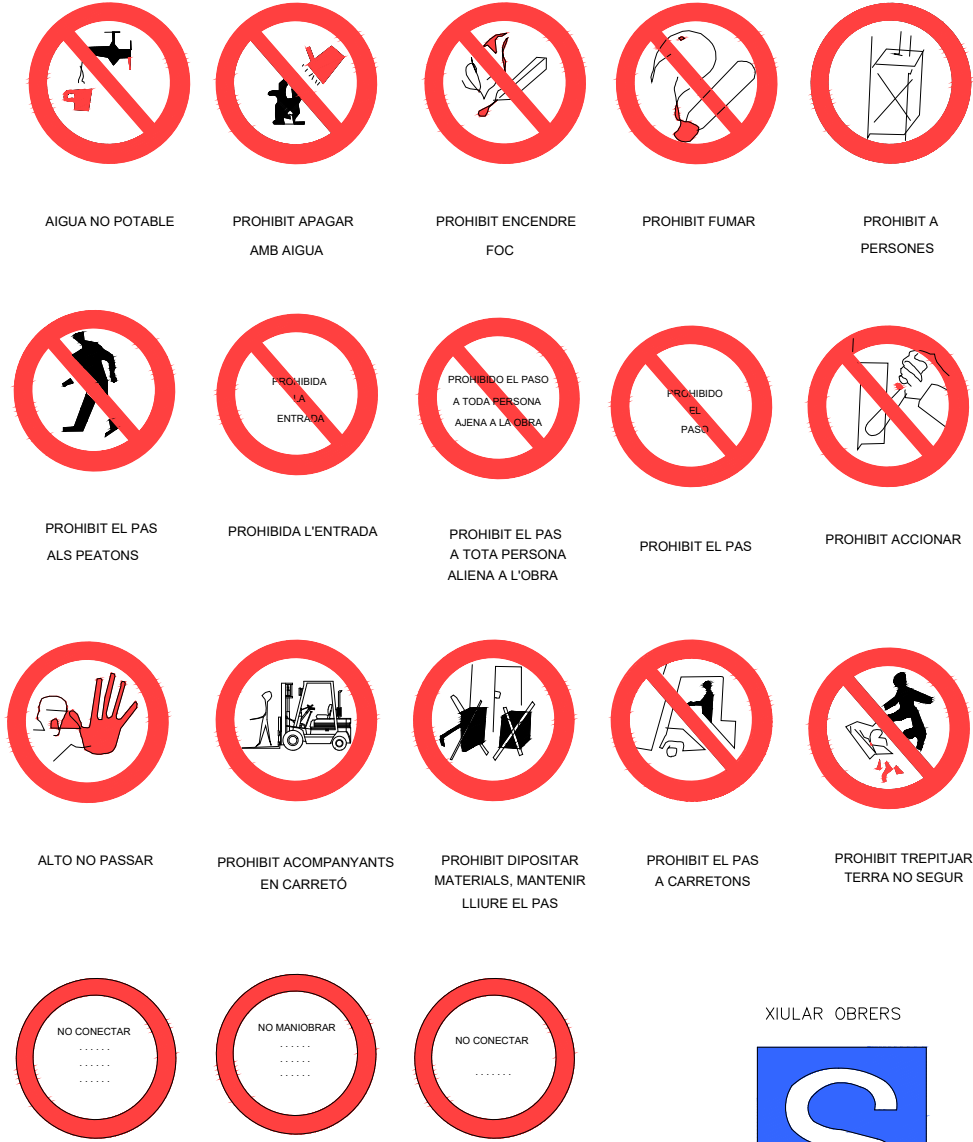 AIGUA NO POTABLE
PROHIBIT APAGAR
AMB AIGUA
PROHIBIT ENCENDRE
FOC
PROHIBIT FUMAR
PROHIBIT A
PERSONES
PROHIBIDA
LA
ENTRADA
PROHIBIDO EL PASO
A TODA PERSONA
AJENA A LA OBRA
PROHIBIDO
EL
PASO
PROHIBIT EL PAS
ALS PEATONS
PROHIBIDA L'ENTRADA
PROHIBIT EL PAS
A TOTA PERSONA
ALIENA A L'OBRA
PROHIBIT EL PAS
PROHIBIT ACCIONAR
ALTO NO PASSAR
PROHIBIT ACOMPANYANTS
EN CARRETÓ
PROHIBIT DIPOSITAR
MATERIALS, MANTENIR
LLIURE EL PAS
PROHIBIT EL PAS
A CARRETONS
PROHIBIT TREPITJAR
TERRA NO SEGUR
NO CONECTAR
. . . . . .
. . . . . .
. . . . . .
NO MANIOBRAR
. . . . . .
. . . . . .
. . . . . .
NO CONECTAR
. . . . . . .
XIULAR OBRERS
S